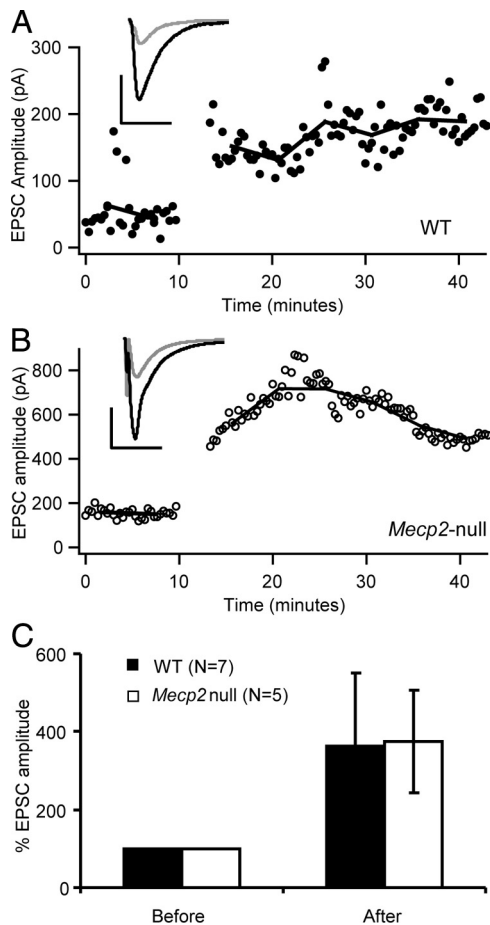 A
EPSC Amplitude (pA)
300
200
100
0
WT
0 10 20 30 40
Time (minutes)
B
EPSC amplitude (pA)
800
600
400
200
0
Mecp2-null
0 10 20 30 40
Time (minutes)
C
% EPSC amplitude
600
400
200
0
WT (N=7)
Mecp2 null (N=5)
Before After